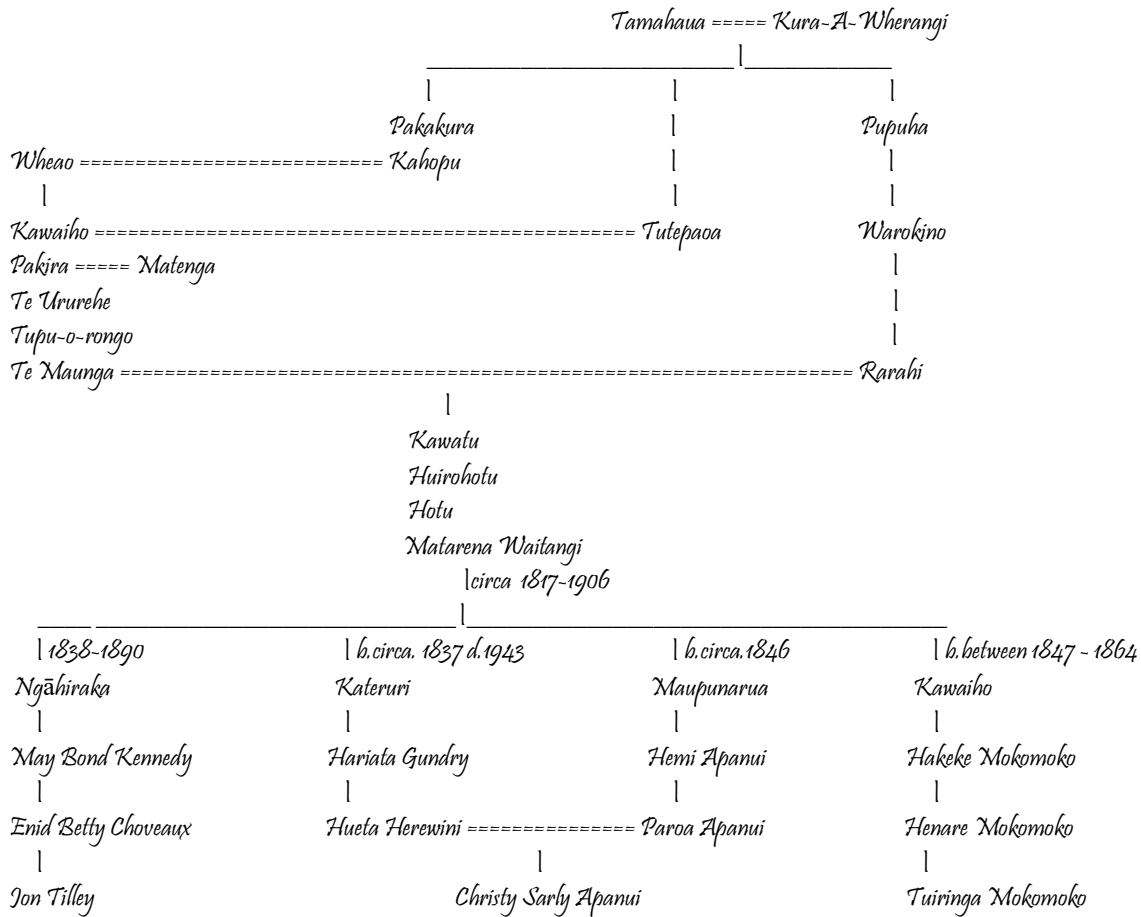 Tamahaua ===== Kura-A-Wherangi
Pakakura Pupuha
Wheao =========================== Kahopu
Kawaiho ================================================ Tutepaoa Warokino
Pakira ===== Matenga
Te Ururehe
Tupu-o-rongo
Te Maunga ================================================================== Rarahi
Kawatu
Huirohotu
Hotu
Matarena Waitangi
circa 1817-1906
1838-1890 b.circa. 1837 d.1943 b.circa.1846 b.between 1847 - 1864
Ngāhiraka Kateruri Maupunarua Kawaiho
May Bond Kennedy Hariata Gundry Hemi Apanui Hakeke Mokomoko
Enid Betty Choveaux Hueta Herewini =============== Paroa Apanui Henare Mokomoko
Jon Tilley Christy Sarly Apanui Tuiringa Mokomoko